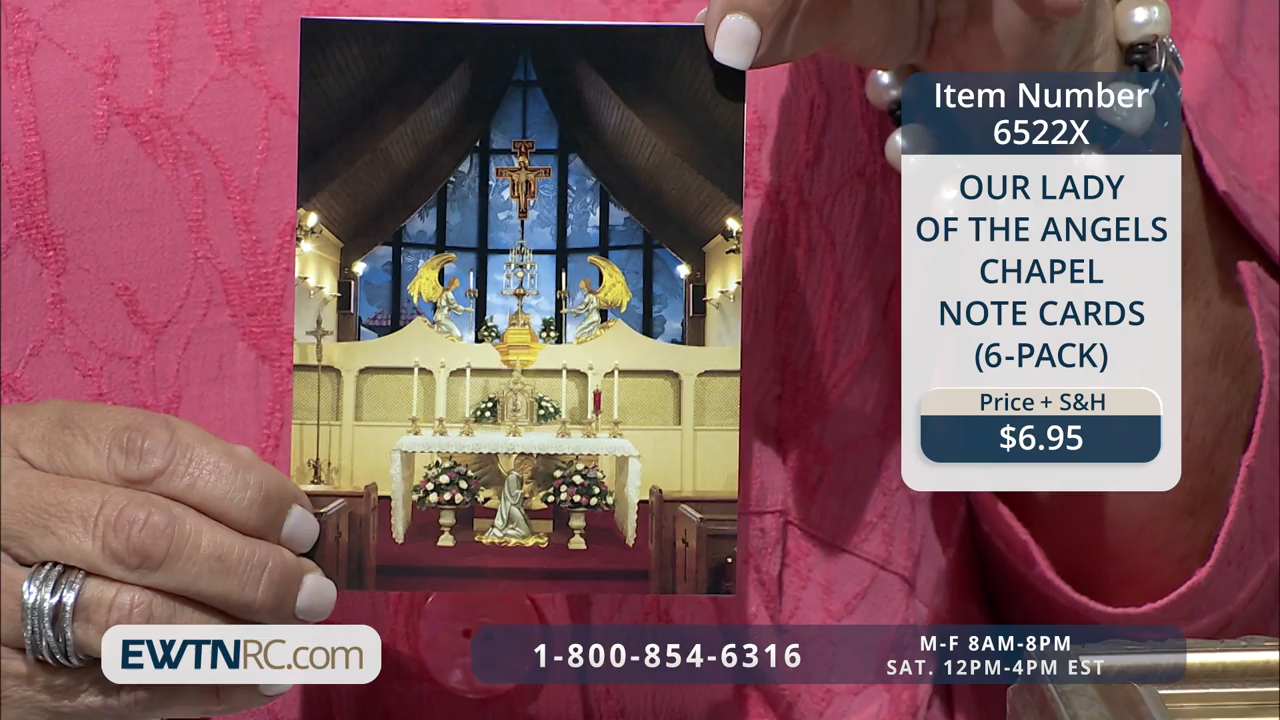 Item Number
6522X
OUR LADY
OF THE ANGELS
CHAPEL
NOTE CARDS
(6-PACK)
Price + S&H
$6.95
EWTNRC.com
1-800-854-6316
M-F 8AM-8PM
SAT. 12PM-4PM EST